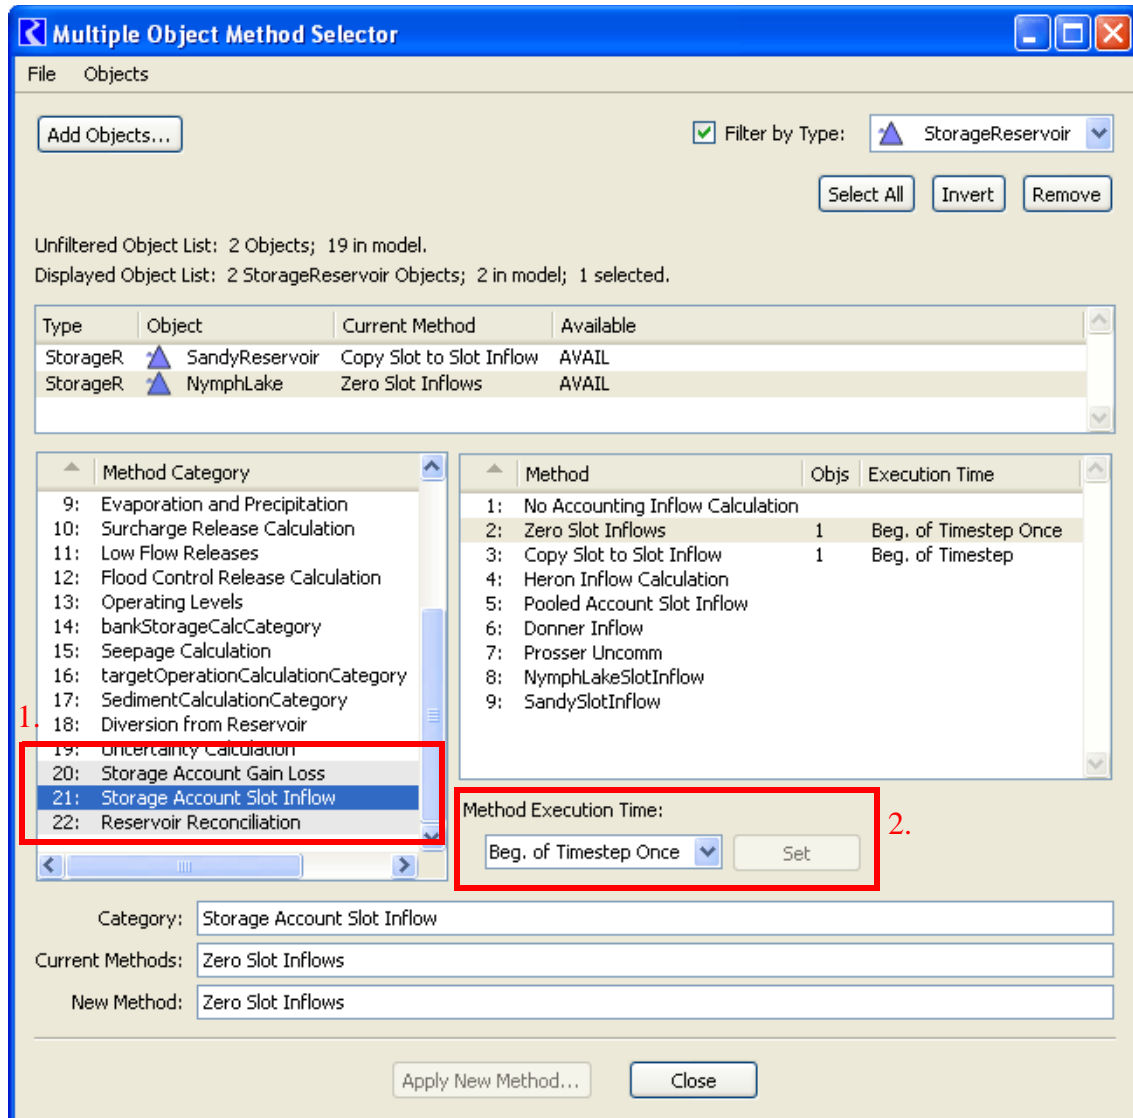 Multiple Object Method Selector
File Objects
Add Objects...
Filter by Type: StorageReservoir
Select All Invert Remove
Unfiltered Object List: 2 Objects; 19 in model.
Displayed Object List: 2 StorageReservoir Objects; 2 in model; 1 selected.
Type Object Current Method Available
StorageR SandyReservoir Copy Slot to Slot Inflow AVAIL
StorageR NymphLake Zero Slot Inflows AVAIL
Method Category
9: Evaporation and Precipitation
10: Surcharge Release Calculation
11: Low Flow Releases
12: Flood Control Release Calculation
13: Operating Levels
14: bankStorageCalcCategory
15: Seepage Calculation
16: targetOperationCalculationCategory
17: SedimentCalculationCategory
1.
18: Diversion from Reservoir
19: Uncertainty Calculation
20: Storage Account Gain Loss
21: Storage Account Slot Inflow
22: Reservoir Reconciliation
Method Objs Execution Time
1: No Accounting Inflow Calculation
2: Zero Slot Inflows 1 Beg. of Timestep Once
3: Copy Slot to Slot Inflow 1 Beg. of Timestep
4: Heron Inflow Calculation
5: Pooled Account Slot Inflow
6: Donner Inflow
7: Prosser Uncomm
8: NymphLakeSlotInflow
9: SandySlotInflow
Method Execution Time:
2.
Beg. of Timestep Once Set
Category: Storage Account Slot Inflow
Current Methods: Zero Slot Inflows
New Method: Zero Slot Inflows
Apply New Method... Close